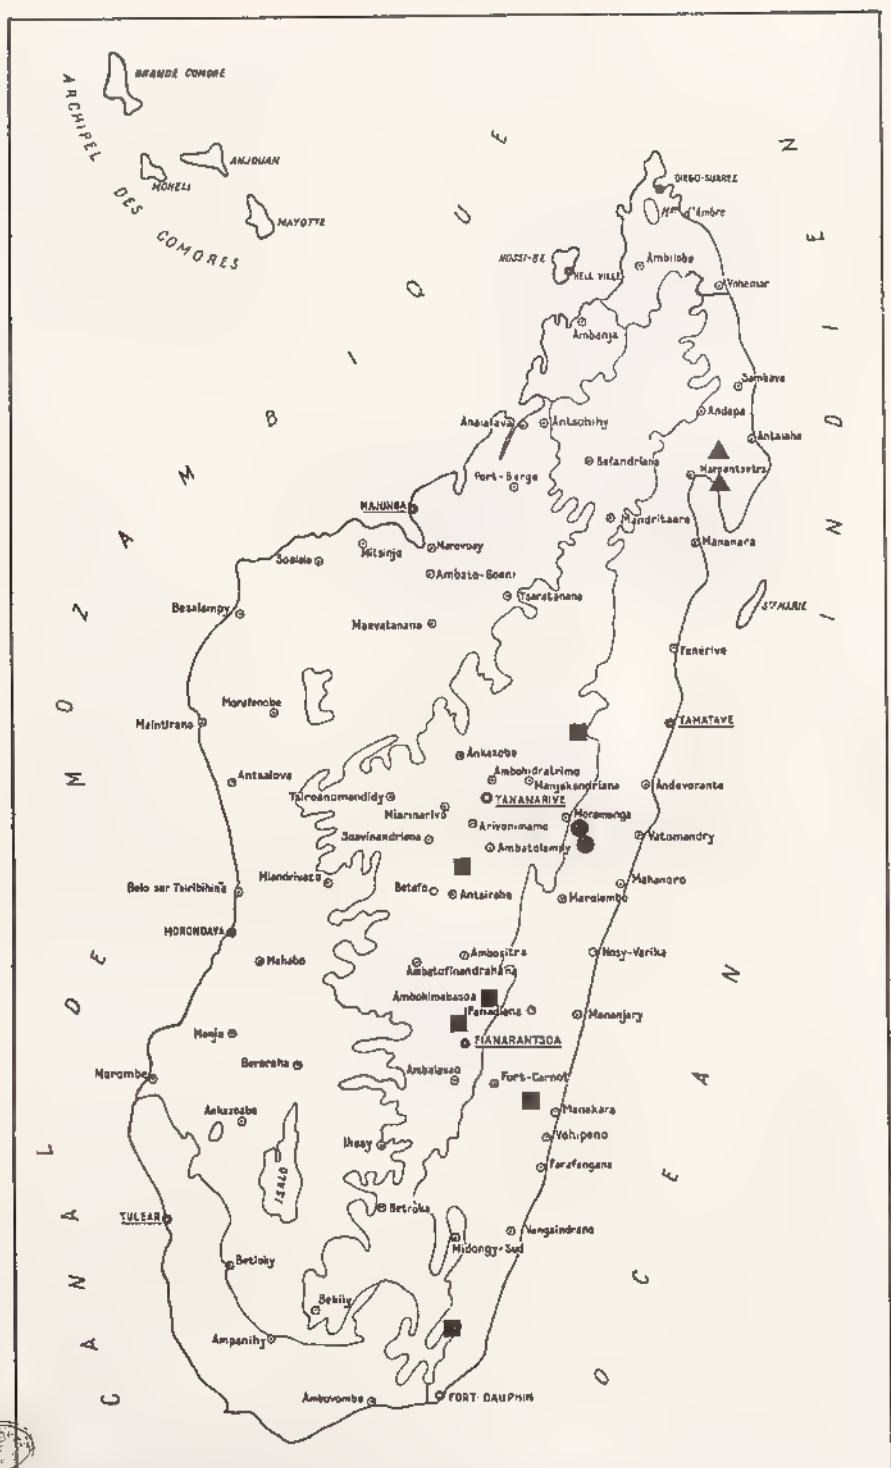 GRANDE COMORE
ARCHIPEL DES COMORES
ANJOUAN
MOHELI
MAYOTTE
CANAL DE MOZAMBIQUE
OCEAN INDIEN
DIEGO-SUAREZ
Mgne d'Ambre
NOSSI-BE
HELL VILLE
Ambilobe
Vohemar
Ambanja
Sambava
Andapa
Analalava
Antsohihy
Antalaha
Befandriana
Maroantsetra
Port-Berge
MAJUNGA
Mandritsara
Mananara
Soalala
Mitsinjo
Marovoay
Ambato-Boeni
Tsaratanana
Ste MARIE
Besalampy
Maevatanana
Fenerive
Morafenobe
Maintirano
TAMATAVE
Ankazobe
Antsalova
Ambohidratrimo
Manjakandriana
Andevorante
Tsiroanomandidy
TANANARIVE
Miarinarivo
Moramanga
Arivonimamo
Soavinandriana
Vatomandry
Ambatolampy
Miandrivazo
Mahanoro
Belo sur Tsiribihina
Betafo
Antsirabe
Marolambo
MORONDAVA
Mahabo
Ambositra
Nosy-Varika
Ambatofinandrahana
Ambohimahasoa
Fanadiana
Mananjary
Manja
FIANARANTSOA
Beroroha
Morombe
Ambalavao
Fort-Carnot
Ankazoabo
Manakara
Vohipeno
Ihosy
Farafangana
ISALO
TULEAR
Betroka
Vangaindrano
Midongy-Sud
Betioky
Bekily
Ampanihy
Ambovombe
FORT-DAUPHIN